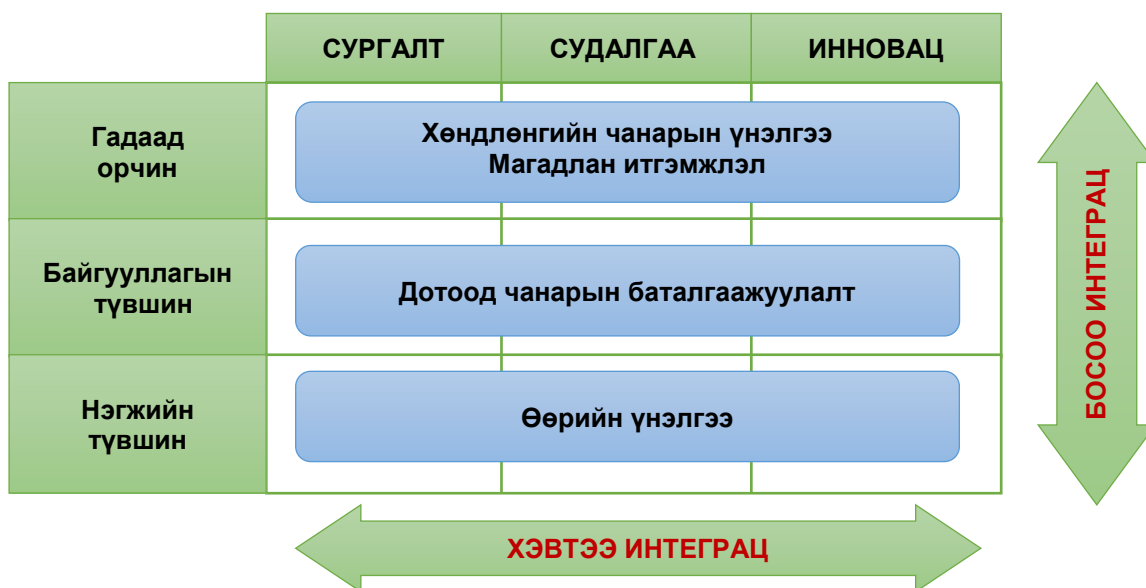 СУРГАЛТ СУДАЛГАА ИННОВАЦ
Гадаад
орчин
Хөндлөнгийн чанарын үнэлгээ
Магадлан итгэмжлэл
Байгууллагын
түвшин
Дотоод чанарын баталгаажуулалт
Нэгжийн
түвшин
Өөрийн үнэлгээ
БОСОО ИНТЕГРАЦ
ХЭВТЭЭ ИНТЕГРАЦ